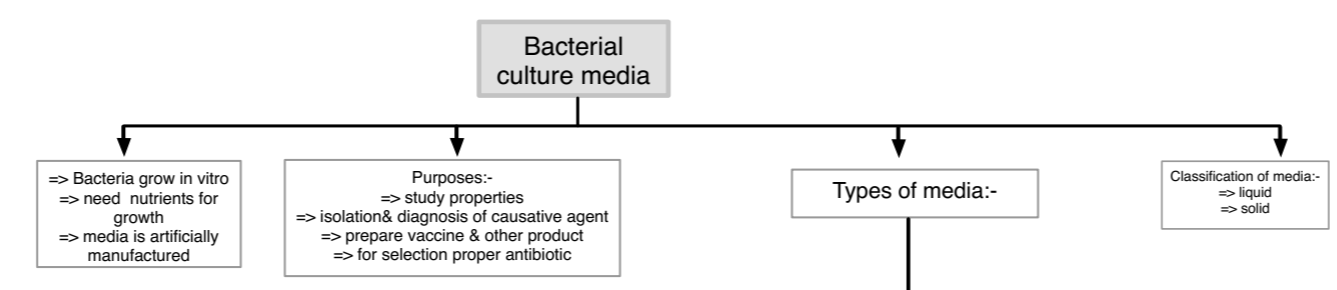 Bacterial
culture media
=> Bacteria grow in vitro
=> need nutrients for
growth
=> media is artificially
manufactured
Purposes:-
=> study properties
=> isolation& diagnosis of causative agent
=> prepare vaccine & other product
=> for selection proper antibiotic
Types of media:-
Classification of media:-
=> liquid
=> solid